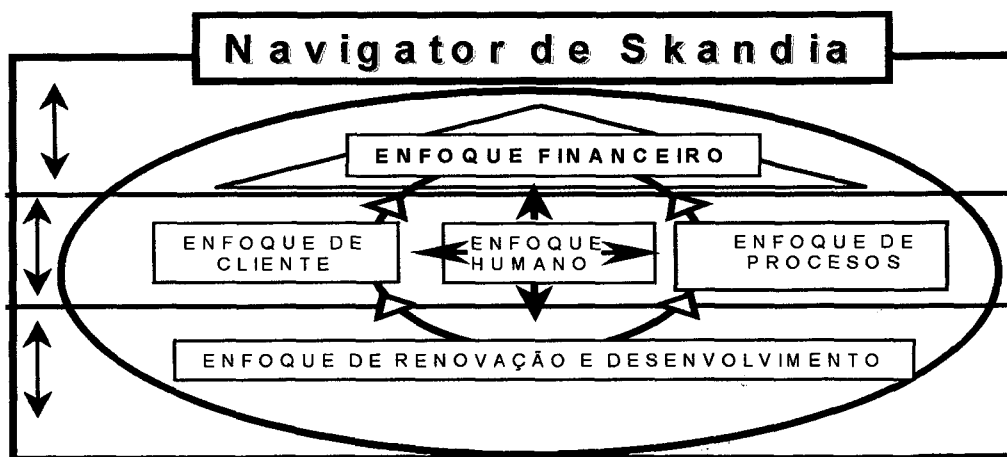 Navigator de Skandia
ENFOQUE FINANCEIRO
ENFOQUE DE
CLIENTE
ENFOQUE
HUMANO
ENFOQUE DE
PROCESOS
ENFOQUE DE RENOVAÇÃO E DESENVOLVIMENTO